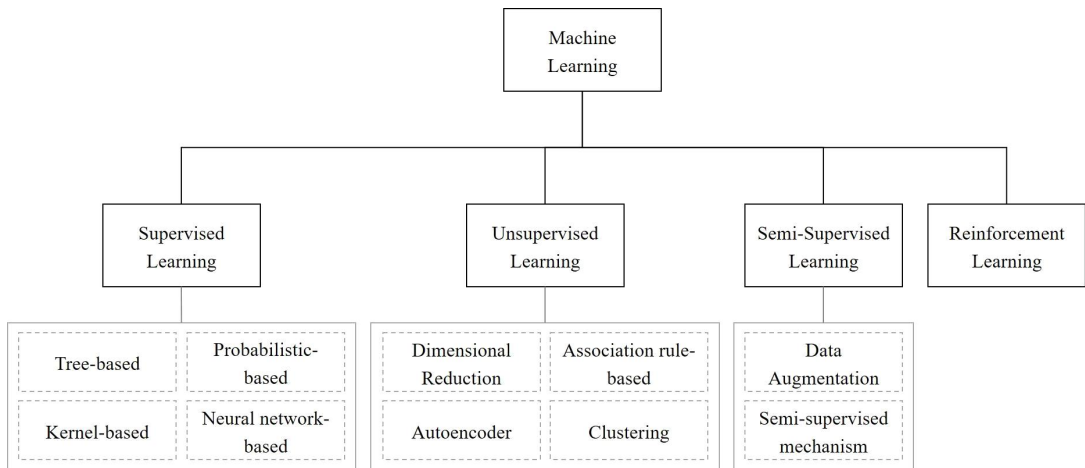 Machine
Learning
Supervised
Learning
Unsupervised
Learning
Semi-Supervised
Learning
Reinforcement
Learning
Tree-based
Probabilistic-
based
Kernel-based
Neural network-
based
Dimensional
Reduction
Association rule-
based
Autoencoder
Clustering
Data
Augmentation
Semi-supervised
mechanism